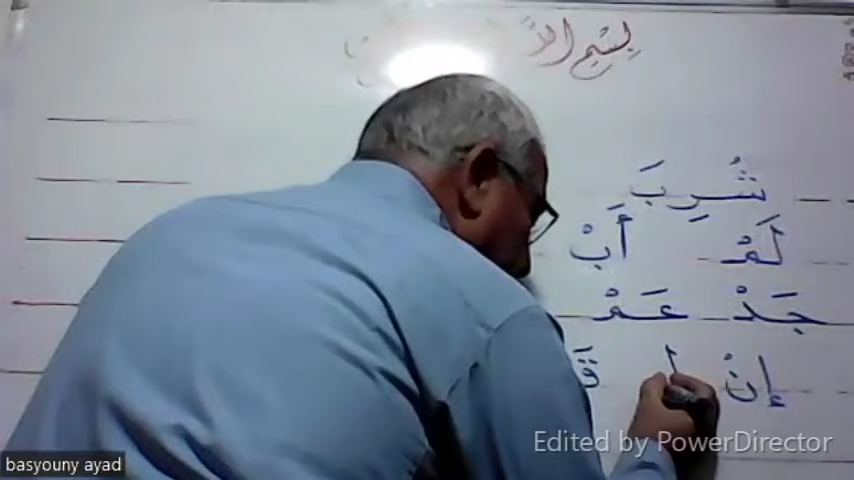 بِسْمِ
شُرِبَ
لَمْ أَبْ
جَدْ عَمْ
إِنْ
Edited by PowerDirector
basyouny ayad